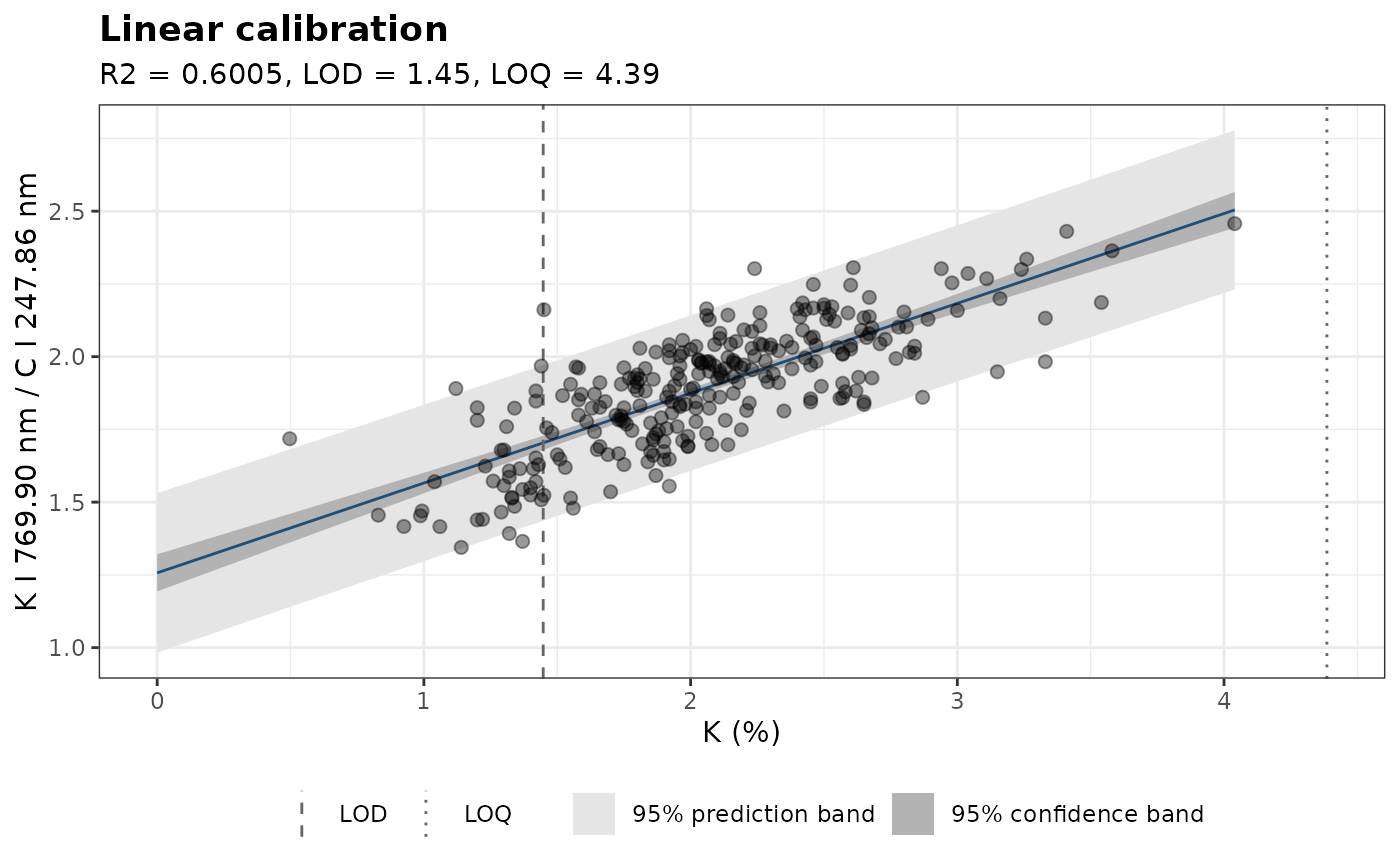 Linear calibration
R2 = 0.6005, LOD = 1.45, LOQ = 4.39
K I 769.90 nm / C I 247.86 nm
2.5
2.0
1.5
1.0
0 1 2 3 4
K (%)
LOD LOQ 95% prediction band 95% confidence band